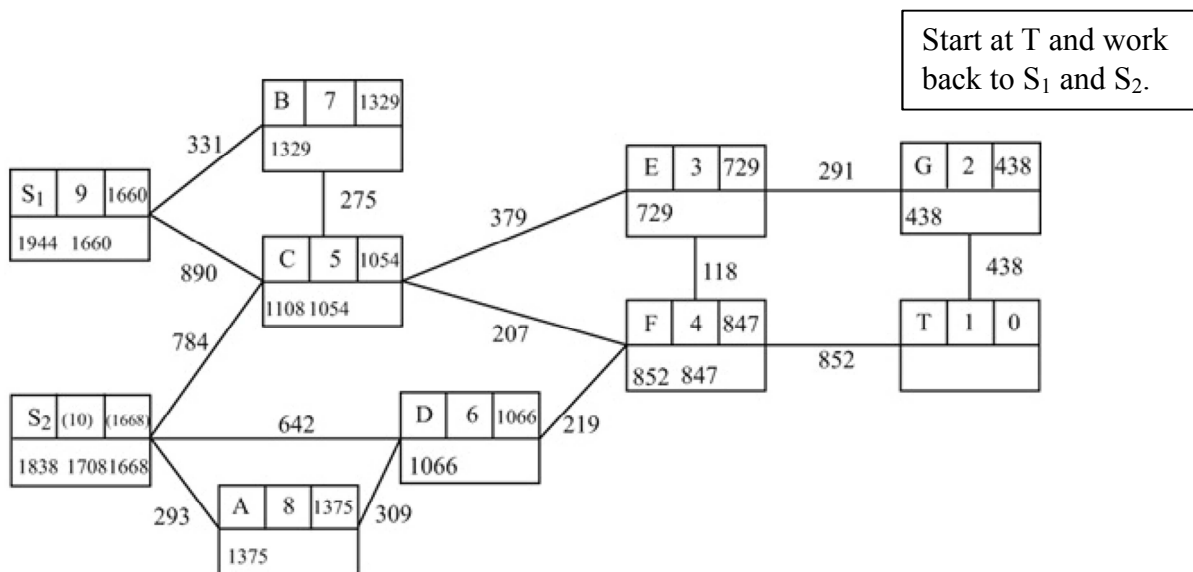 Start at T and work
back to S₁ and S₂.
B 7 1329
1329
331
275
S₁ 9 1660
1944 1660
890
C 5 1054
1108 1054
784
379
207
E 3 729
729
291
G 2 438
438
118
438
F 4 847
852 847
852
T 1 0
S₂ (10) (1668)
1838 1708 1668
642
D 6 1066
1066
219
293
A 8 1375
1375
309